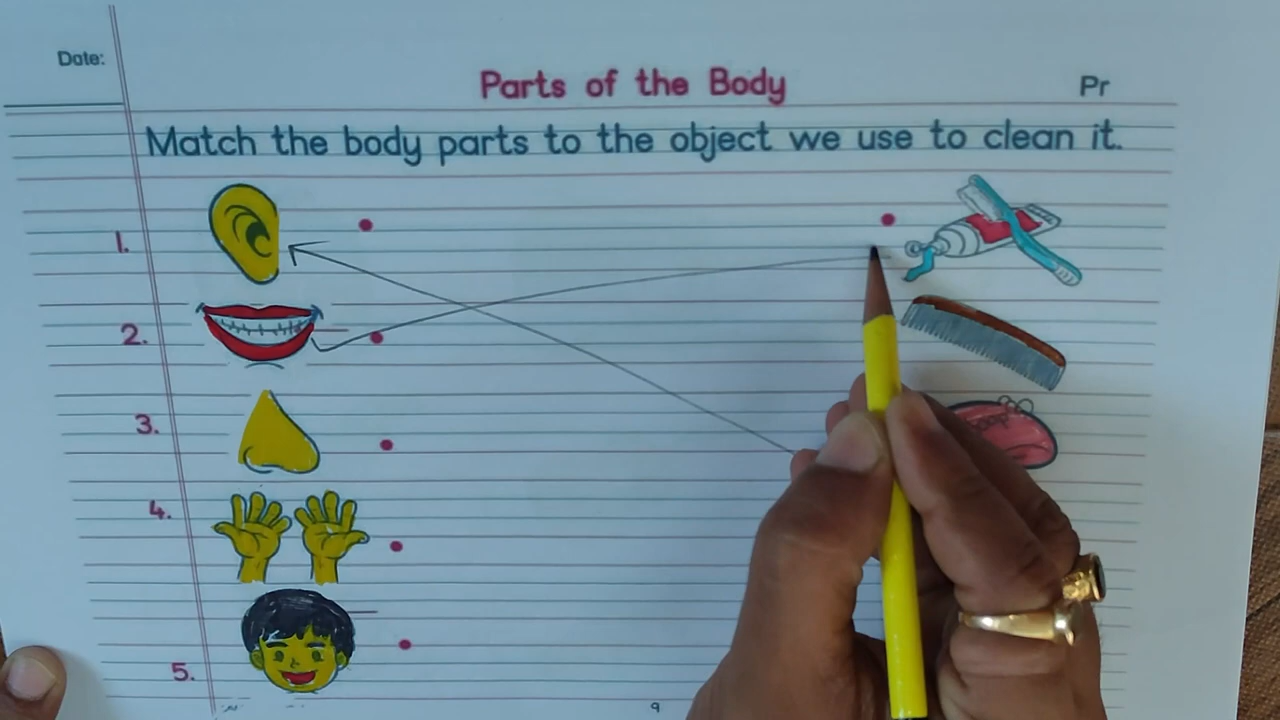 Date:
Parts of the Body
Pr
Match the body parts to the object we use to clean it.
1.
2.
3.
4.
5.
9